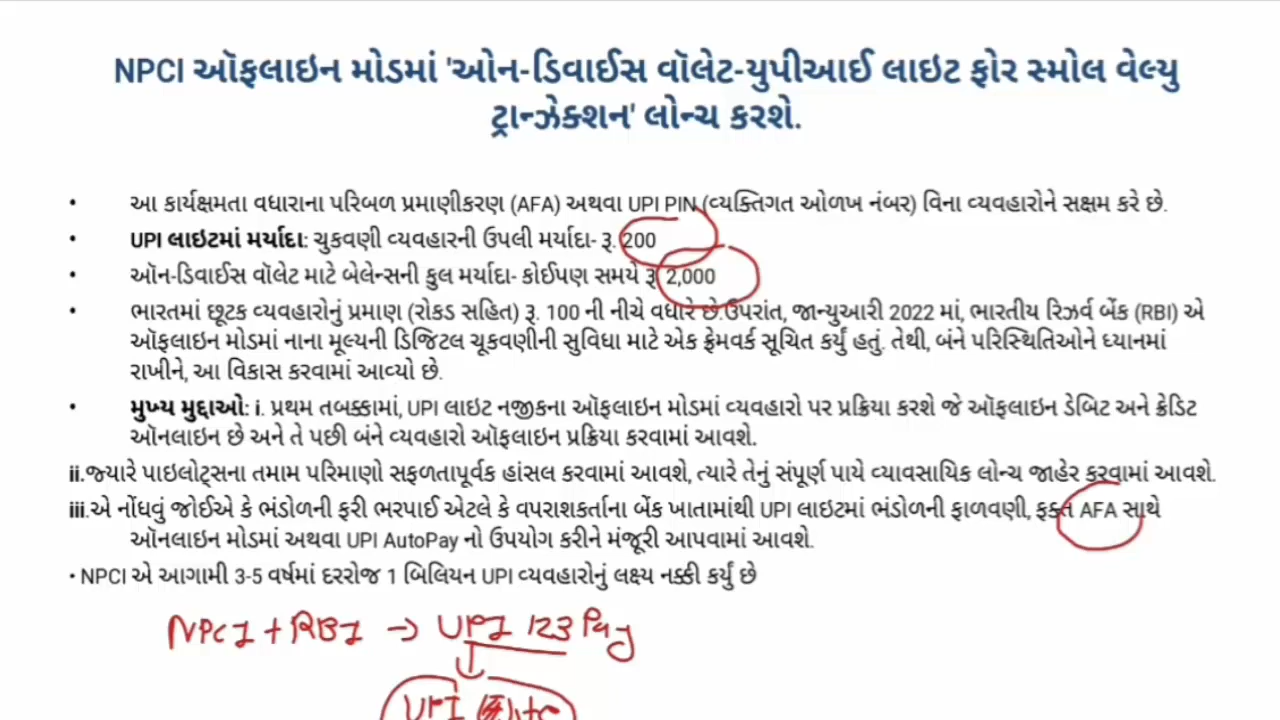 NPCI ઑફલાઇન મોડમાં 'ઓન-ડિવાઈસ વૉલેટ-યુપીઆઈ લાઇટ ફોર સ્મોલ વેલ્યુ
ટ્રાન્ઝેક્શન' લોન્ચ કરશે.
• આ કાર્યક્ષમતા વધારાના પરિબળ પ્રમાણીકરણ (AFA) અથવા UPI PIN (વ્યક્તિગત ઓળખ નંબર) વિના વ્યવહારોને સક્ષમ કરે છે.
• UPI લાઇટમાં મર્યાદા: ચુકવણી વ્યવહારની ઉપલી મર્યાદા- રૂ. 200
• ઑન-ડિવાઈસ વૉલેટ માટે બેલેન્સની કુલ મર્યાદા- કોઈપણ સમયે રૂ 2,000
• ભારતમાં છૂટક વ્યવહારોનું પ્રમાણ (રોકડ સહિત) રૂ. 100 ની નીચે વધારે છે.ઉપરાંત, જાન્યુઆરી 2022 માં, ભારતીય રિઝર્વ બેંક (RBI) એ
ઑફલાઇન મોડમાં નાના મૂલ્યની ડિજિટલ ચૂકવણીની સુવિધા માટે એક ફ્રેમવર્ક સૂચિત કર્યું હતું. તેથી, બંને પરિસ્થિતિઓને ધ્યાનમાં
રાખીને, આ વિકાસ કરવામાં આવ્યો છે.
• મુખ્ય મુદ્દાઓ: i. પ્રથમ તબક્કામાં, UPI લાઇટ નજીકના ઑફલાઇન મોડમાં વ્યવહારો પર પ્રક્રિયા કરશે જે ઑફલાઇન ડેબિટ અને ક્રેડિટ
ઑનલાઇન છે અને તે પછી બંને વ્યવહારો ઑફલાઇન પ્રક્રિયા કરવામાં આવશે.
ii.જ્યારે પાઇલોટ્સના તમામ પરિમાણો સફળતાપૂર્વક હાંસલ કરવામાં આવશે, ત્યારે તેનું સંપૂર્ણ પાયે વ્યાવસાયિક લોન્ચ જાહેર કરવામાં આવશે.
iii.એ નોંધવું જોઈએ કે ભંડોળની ફરી ભરપાઈ એટલે કે વપરાશકર્તાના બેંક ખાતામાંથી UPI લાઇટમાં ભંડોળની ફાળવણી, ફક્ત AFA સાથે
ઑનલાઇન મોડમાં અથવા UPI AutoPay નો ઉપયોગ કરીને મંજૂરી આપવામાં આવશે.
• NPCI એ આગામી 3-5 વર્ષમાં દરરોજ 1 બિલિયન UPI વ્યવહારોનું લક્ષ્ય નક્કી કર્યું છે
NPCI + RBI → UPI 123 Pay
UPI Lite